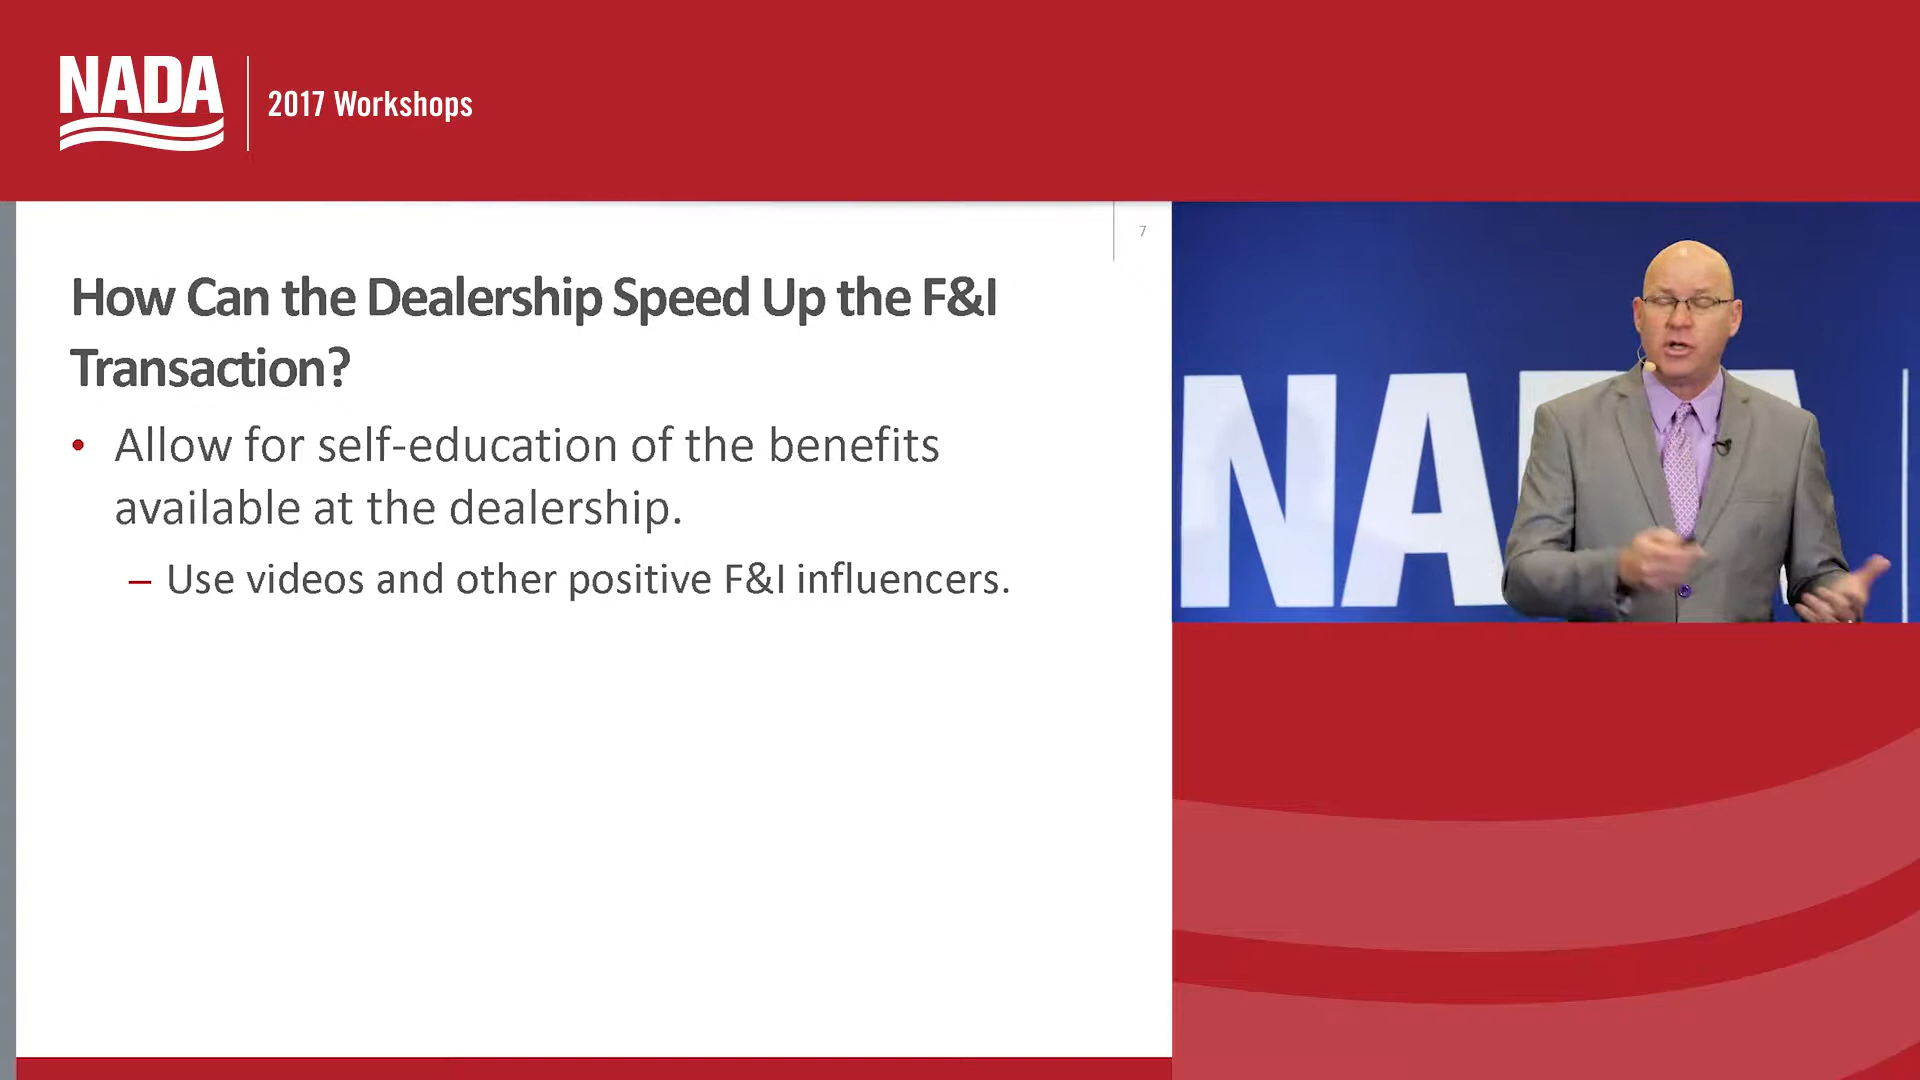 NADA
2017 Workshops
7
How Can the Dealership Speed Up the F&I
Transaction?
• Allow for self-education of the benefits
available at the dealership.
– Use videos and other positive F&I influencers.
NA